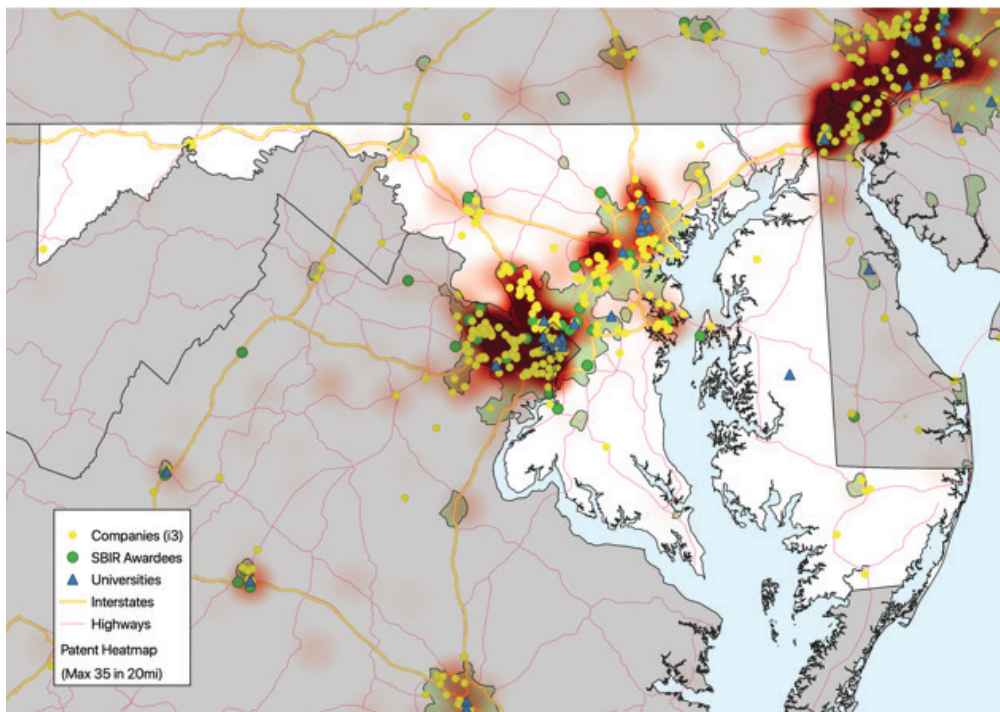 Companies (i3)
SBIR Awardees
Universities
Interstates
Highways
Patent Heatmap
(Max 35 in 20mi)